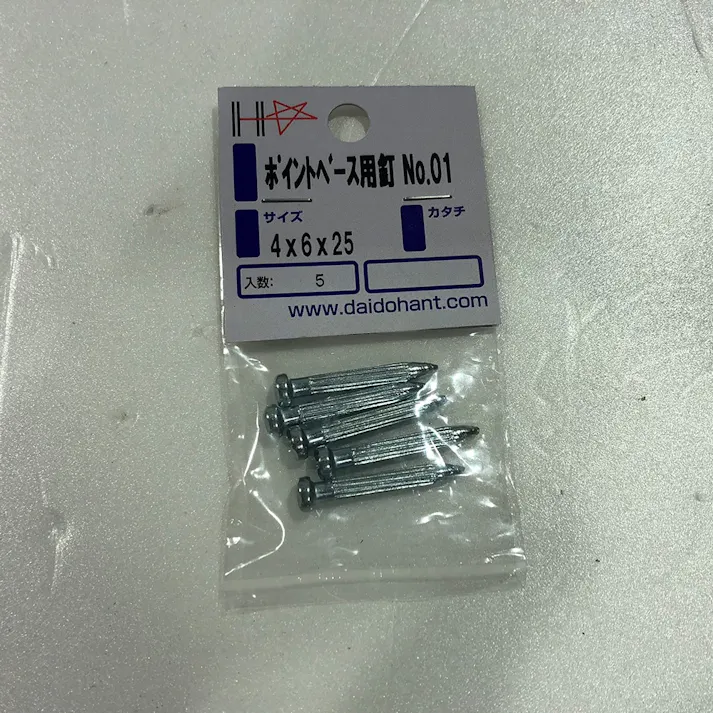 ﾎﾟｲﾝﾄﾍﾞｰｽ用釘 No.01
サイズ
カタチ
4x6x25
入数: 5
www.daidohant.com